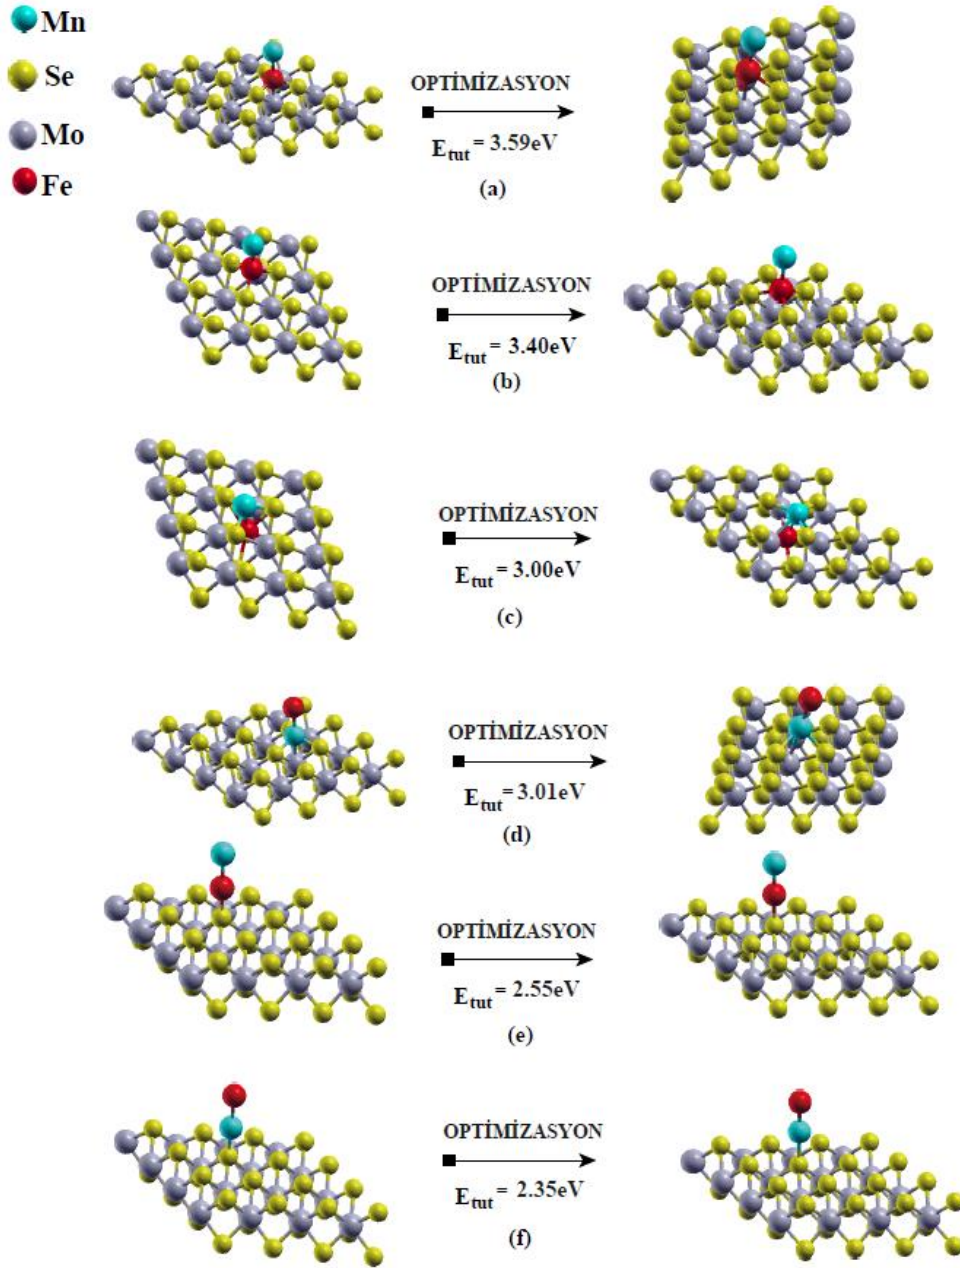 Mn
Se
Mo
Fe
OPTİMİZASYON
Etut = 3.59eV
(a)
OPTİMİZASYON
Etut = 3.40eV
(b)
OPTİMİZASYON
Etut = 3.00eV
(c)
OPTİMİZASYON
Etut = 3.01eV
(d)
OPTİMİZASYON
Etut = 2.55eV
(e)
OPTİMİZASYON
Etut = 2.35eV
(f)